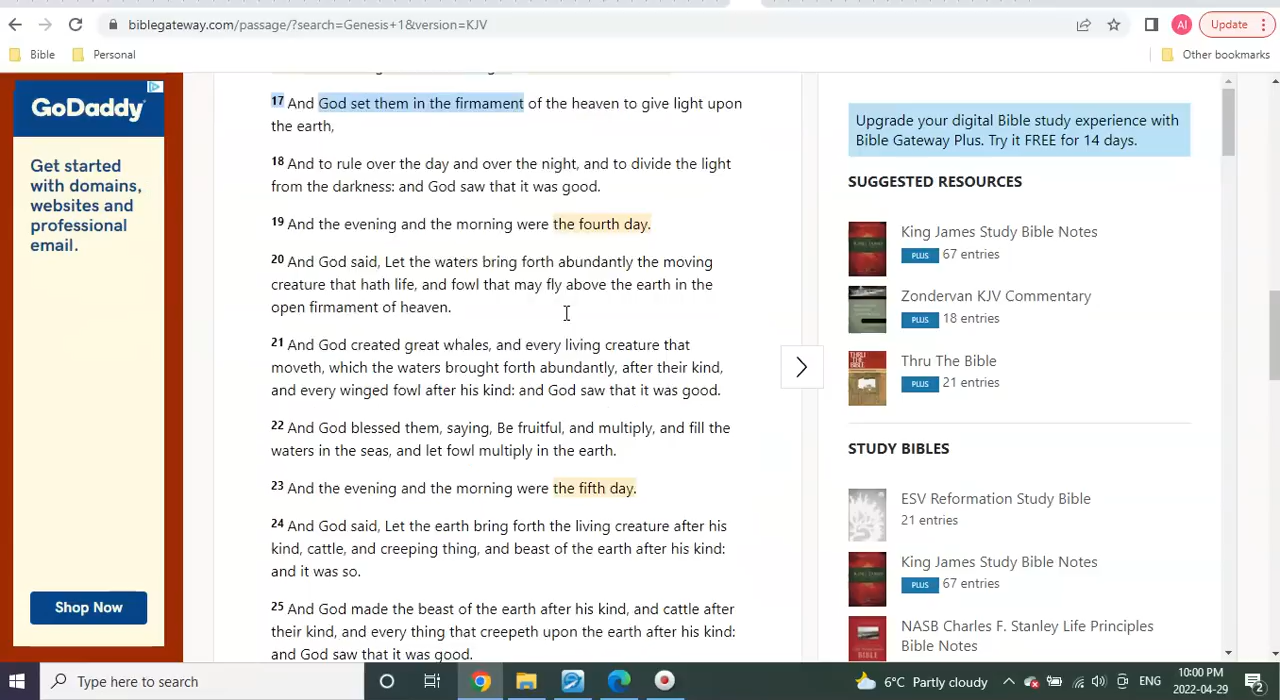 biblegateway.com/passage/?search=Genesis+1&version=KJV
AI
Update
Bible
Personal
Other bookmarks
GoDaddy
Get started
with domains,
websites and
professional
email.
Shop Now
17 And God set them in the firmament of the heaven to give light upon
the earth,
18 And to rule over the day and over the night, and to divide the light
from the darkness: and God saw that it was good.
19 And the evening and the morning were the fourth day.
20 And God said, Let the waters bring forth abundantly the moving
creature that hath life, and fowl that may fly above the earth in the
open firmament of heaven.
21 And God created great whales, and every living creature that
moveth, which the waters brought forth abundantly, after their kind,
and every winged fowl after his kind: and God saw that it was good.
22 And God blessed them, saying, Be fruitful, and multiply, and fill the
waters in the seas, and let fowl multiply in the earth.
23 And the evening and the morning were the fifth day.
24 And God said, Let the earth bring forth the living creature after his
kind, cattle, and creeping thing, and beast of the earth after his kind:
and it was so.
25 And God made the beast of the earth after his kind, and cattle after
their kind, and every thing that creepeth upon the earth after his kind:
and God saw that it was good.
Upgrade your digital Bible study experience with
Bible Gateway Plus. Try it FREE for 14 days.
SUGGESTED RESOURCES
King James Study Bible Notes
PLUS 67 entries
Zondervan KJV Commentary
PLUS 18 entries
THRU THE BIBLE
Thru The Bible
PLUS 21 entries
STUDY BIBLES
ESV Reformation Study Bible
21 entries
King James Study Bible Notes
PLUS 67 entries
NASB Charles F. Stanley Life Principles
Bible Notes
Type here to search
6°C Partly cloudy
ENG
10:00 PM
2022-04-29
2